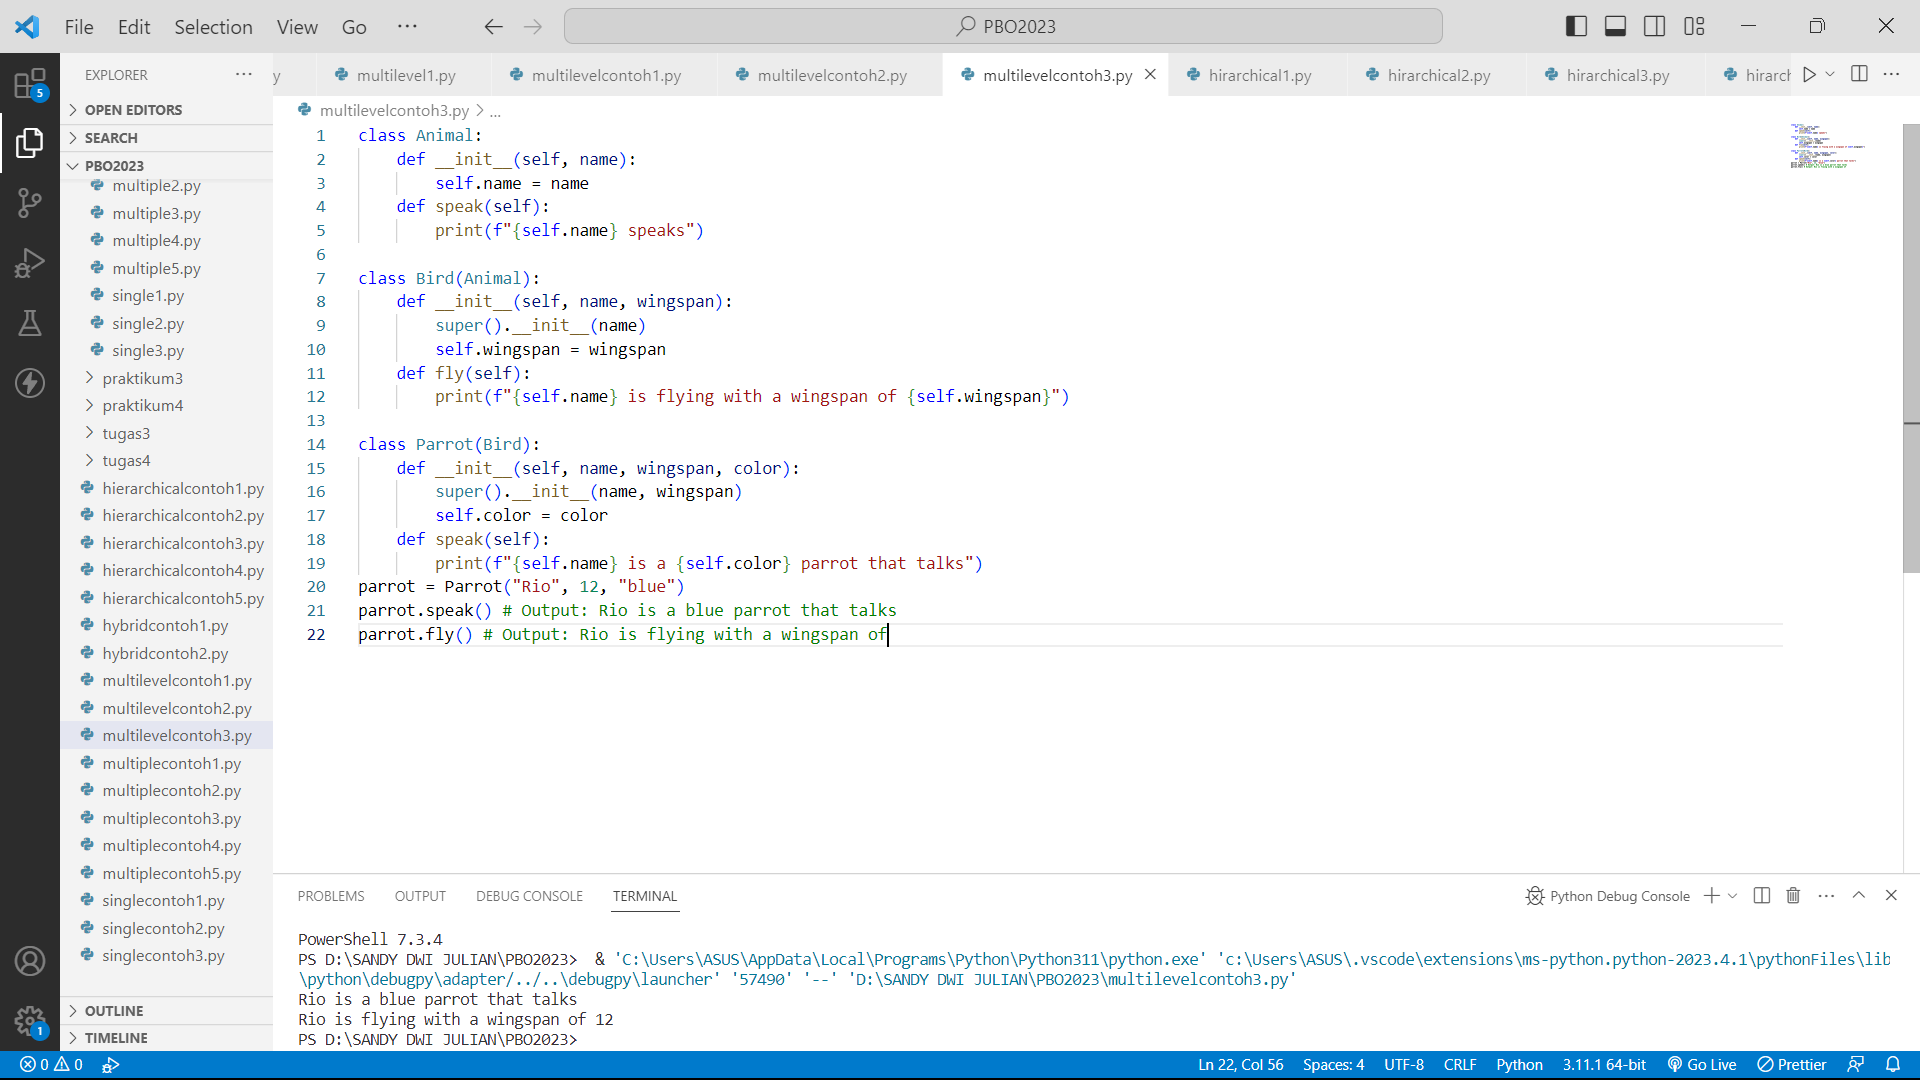 File Edit Selection View Go ... PBO2023
EXPLORER ...
OPEN EDITORS
SEARCH
PBO2023
multiple2.py
multiple3.py
multiple4.py
multiple5.py
single1.py
single2.py
single3.py
praktikum3
praktikum4
tugas3
tugas4
hierarchicalcontoh1.py
hierarchicalcontoh2.py
hierarchicalcontoh3.py
hierarchicalcontoh4.py
hierarchicalcontoh5.py
hybridcontoh1.py
hybridcontoh2.py
multilevelcontoh1.py
multilevelcontoh2.py
multilevelcontoh3.py
multiplecontoh1.py
multiplecontoh2.py
multiplecontoh3.py
multiplecontoh4.py
multiplecontoh5.py
singlecontoh1.py
singlecontoh2.py
singlecontoh3.py
OUTLINE
TIMELINE
5
1
y multilevel1.py multilevelcontoh1.py multilevelcontoh2.py multilevelcontoh3.py hirarchical1.py hirarchical2.py hirarchical3.py hirarch
multilevelcontoh3.py > ...
1 class Animal:
2     def __init__(self, name):
3         self.name = name
4     def speak(self):
5         print(f"{self.name} speaks")
6
7 class Bird(Animal):
8     def __init__(self, name, wingspan):
9         super().__init__(name)
10         self.wingspan = wingspan
11     def fly(self):
12         print(f"{self.name} is flying with a wingspan of {self.wingspan}")
13
14 class Parrot(Bird):
15     def __init__(self, name, wingspan, color):
16         super().__init__(name, wingspan)
17         self.color = color
18     def speak(self):
19         print(f"{self.name} is a {self.color} parrot that talks")
20 parrot = Parrot("Rio", 12, "blue")
21 parrot.speak() # Output: Rio is a blue parrot that talks
22 parrot.fly() # Output: Rio is flying with a wingspan of
PROBLEMS OUTPUT DEBUG CONSOLE TERMINAL Python Debug Console
PowerShell 7.3.4
PS D:\SANDY DWI JULIAN\PBO2023>  & 'C:\Users\ASUS\AppData\Local\Programs\Python\Python311\python.exe' 'c:\Users\ASUS\.vscode\extensions\ms-python.python-2023.4.1\pythonFiles\lib
\python\debugpy\adapter/../..\debugpy\launcher' '57490' '--' 'D:\SANDY DWI JULIAN\PBO2023\multilevelcontoh3.py'
Rio is a blue parrot that talks
Rio is flying with a wingspan of 12
PS D:\SANDY DWI JULIAN\PBO2023>
0 0 Ln 22, Col 56 Spaces: 4 UTF-8 CRLF Python 3.11.1 64-bit Go Live Prettier